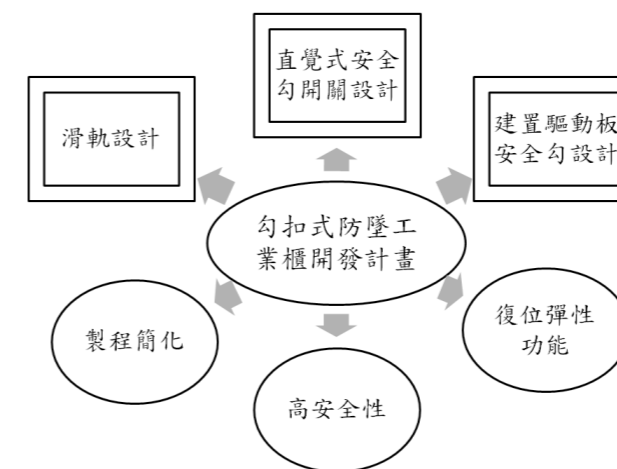 直覺式安全
勾開關設計
滑軌設計
建置驅動板
安全勾設計
勾扣式防墜工
業櫃開發計畫
製程簡化
復位彈性
功能
高安全性